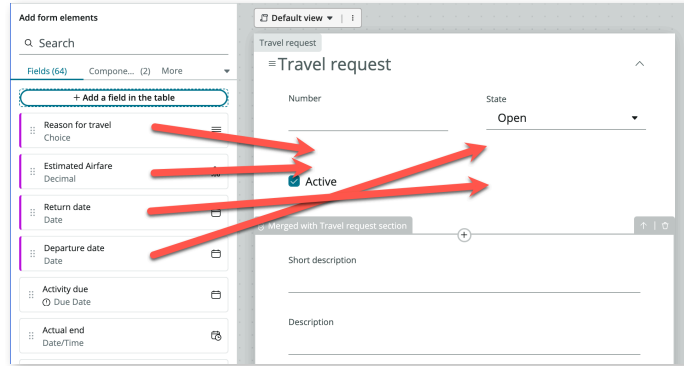 Add form elements
Search
Fields (64) Compone... (2) More
+ Add a field in the table
Reason for travel
Choice
Estimated Airfare
Decimal
Return date
Date
Departure date
Date
Activity due
Due Date
Actual end
Date/Time
Default view
Travel request
Travel request
Number
State
Open
Active
Merged with Travel request section
Short description
Description